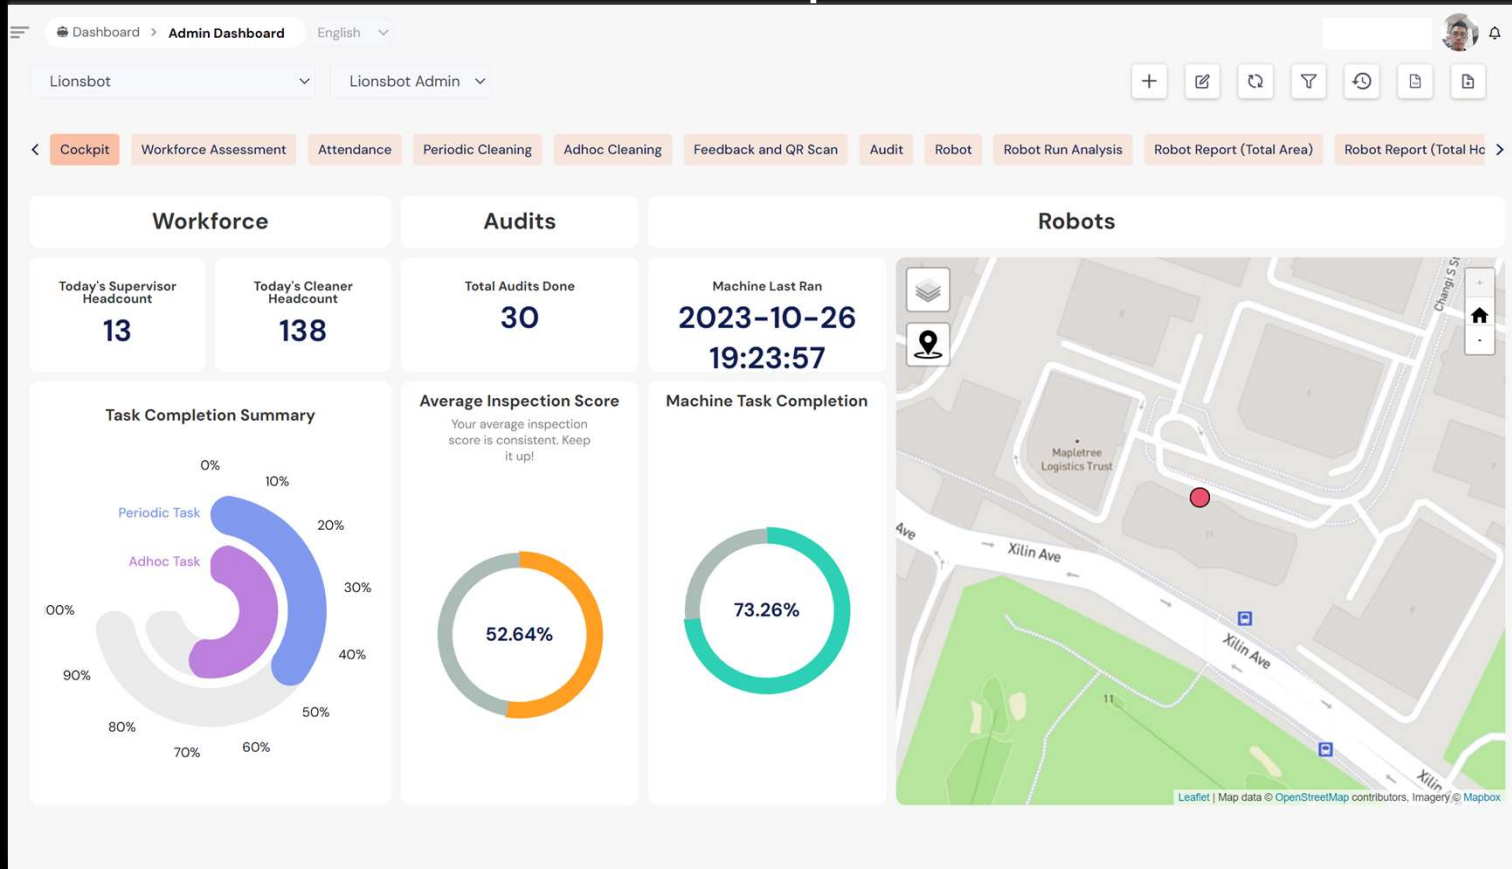 Dashboard > Admin Dashboard
English
Lionsbot
Lionsbot Admin
Cockpit
Workforce Assessment
Attendance
Periodic Cleaning
Adhoc Cleaning
Feedback and QR Scan
Audit
Robot
Robot Run Analysis
Robot Report (Total Area)
Robot Report (Total Ho
Workforce
Audits
Robots
Today's Supervisor
Headcount
13
Today's Cleaner
Headcount
138
Total Audits Done
30
Machine Last Ran
2023-10-26
19:23:57
Task Completion Summary
0%
10%
20%
30%
40%
50%
60%
70%
80%
90%
00%
Periodic Task
Adhoc Task
Average Inspection Score
Your average inspection
score is consistent. Keep
it up!
52.64%
Machine Task Completion
73.26%
Changi S St
Mapletree
Logistics Trust
Ave
Xilin Ave
Xilin Ave
11
Xilin
Leaflet | Map data © OpenStreetMap contributors, Imagery © Mapbox